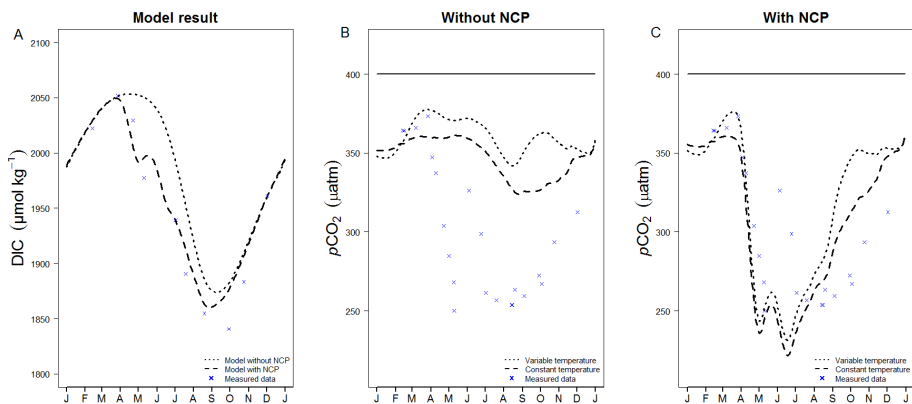 Model result
A
2100
2050
2000
1950
1900
1850
1800
DIC (µmol kg⁻¹)
Model without NCP
Model with NCP
Measured data
J F M A M J J A S O N D J
Without NCP
B
400
350
300
250
pCO₂ (µatm)
Variable temperature
Constant temperature
Measured data
J F M A M J J A S O N D J
With NCP
C
400
350
300
250
pCO₂ (µatm)
Variable temperature
Constant temperature
Measured data
J F M A M J J A S O N D J